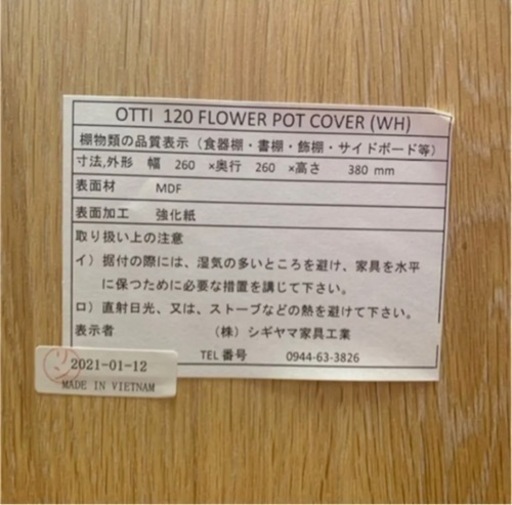 OTTI 120 FLOWER POT COVER (WH)
棚物類の品質表示（食器棚・書棚・飾棚・サイドボード等）
寸法,外形 幅 260 ×奥行 260 ×高さ 380 mm
表面材 MDF
表面加工 強化紙
取り扱い上の注意
イ）据付の際には、湿気の多いところを避け、家具を水平
に保つために必要な措置を講じて下さい。
ロ）直射日光、又は、ストーブなどの熱を避けて下さい。
表示者 （株）シギヤマ家具工業
TEL番号 0944-63-3826
2021-01-12
MADE IN VIETNAM